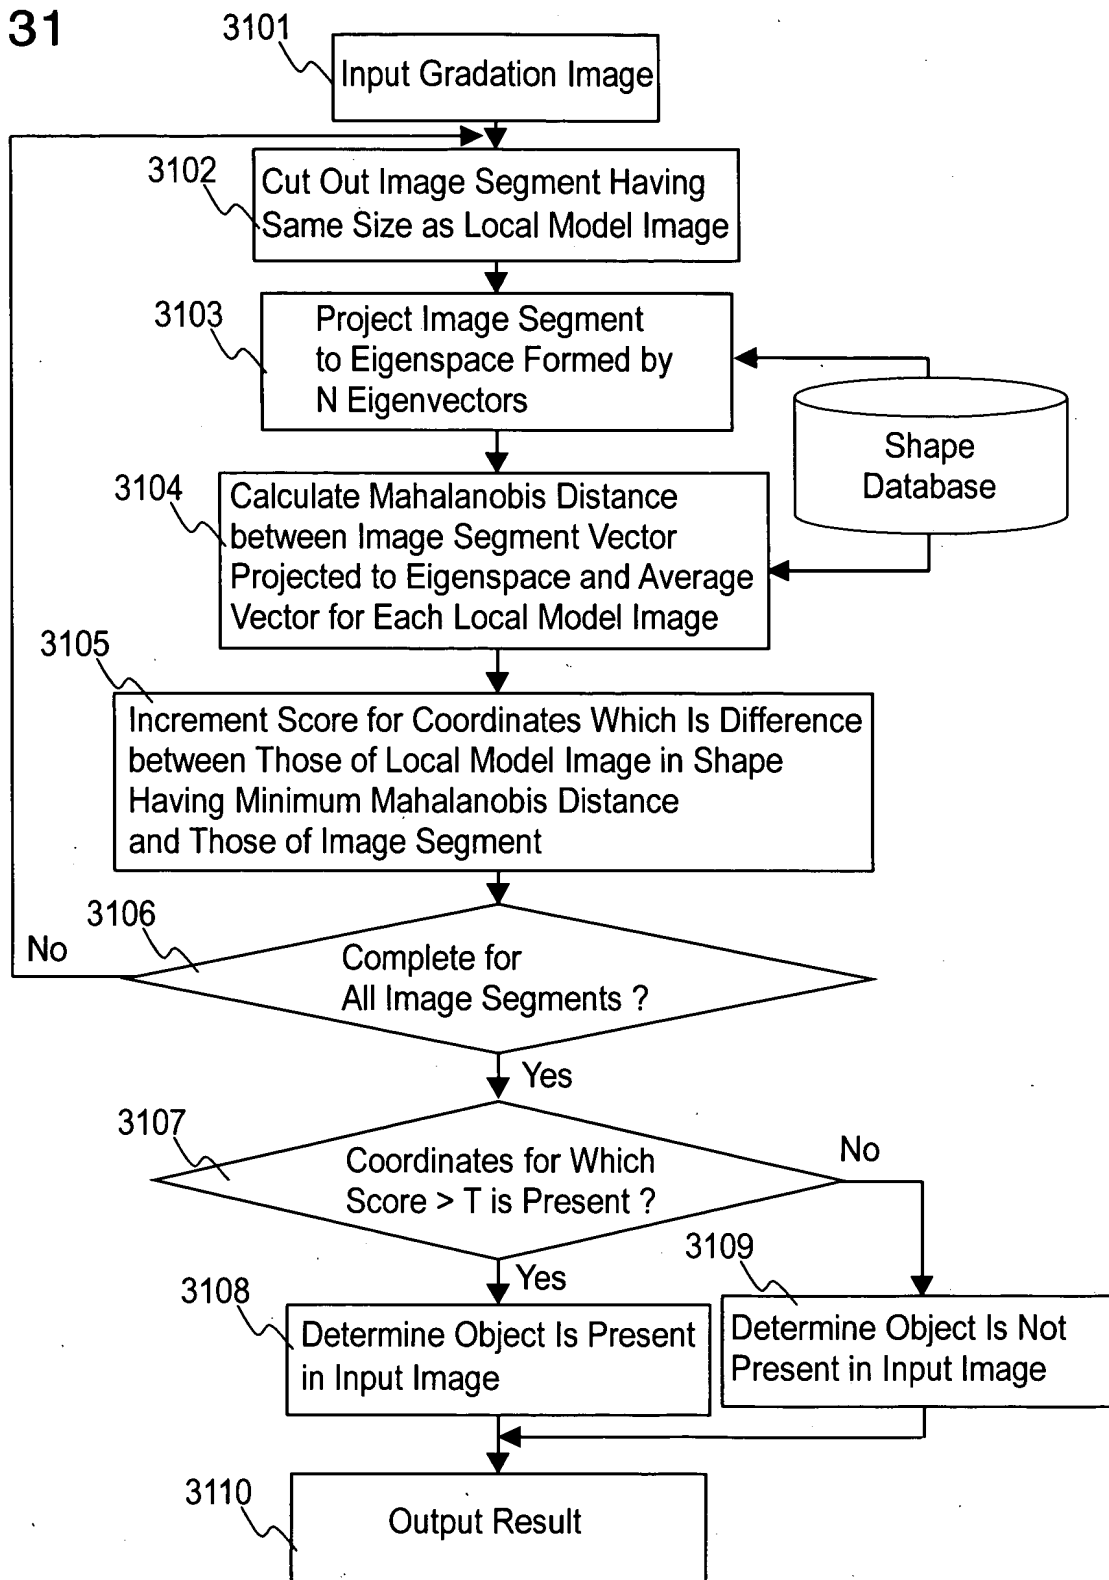 31
3101
Input Gradation Image
3102
Cut Out Image Segment Having
Same Size as Local Model Image
3103
Project Image Segment
to Eigenspace Formed by
N Eigenvectors
Shape
Database
3104
Calculate Mahalanobis Distance
between Image Segment Vector
Projected to Eigenspace and Average
Vector for Each Local Model Image
3105
Increment Score for Coordinates Which Is Difference
between Those of Local Model Image in Shape
Having Minimum Mahalanobis Distance
and Those of Image Segment
3106
No
Complete for
All Image Segments ?
Yes
3107
Coordinates for Which
Score > T is Present ?
No
Yes
3108
Determine Object Is Present
in Input Image
3109
Determine Object Is Not
Present in Input Image
3110
Output Result